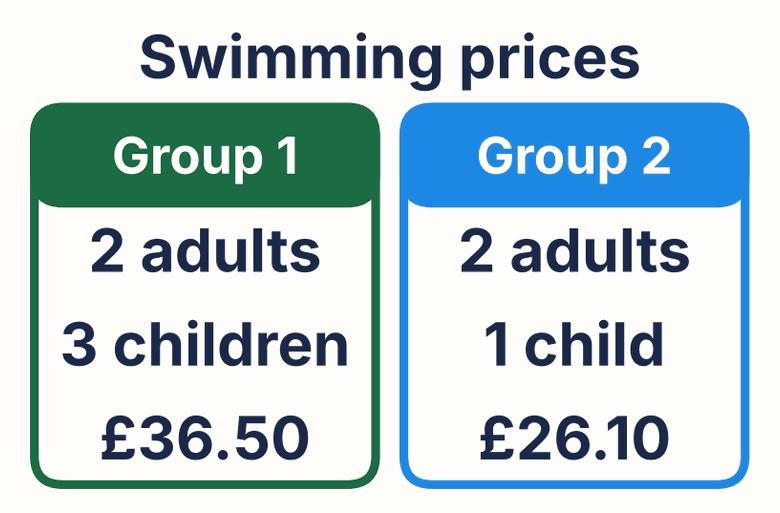 Swimming prices
Group 1
2 adults
3 children
£36.50
Group 2
2 adults
1 child
£26.10